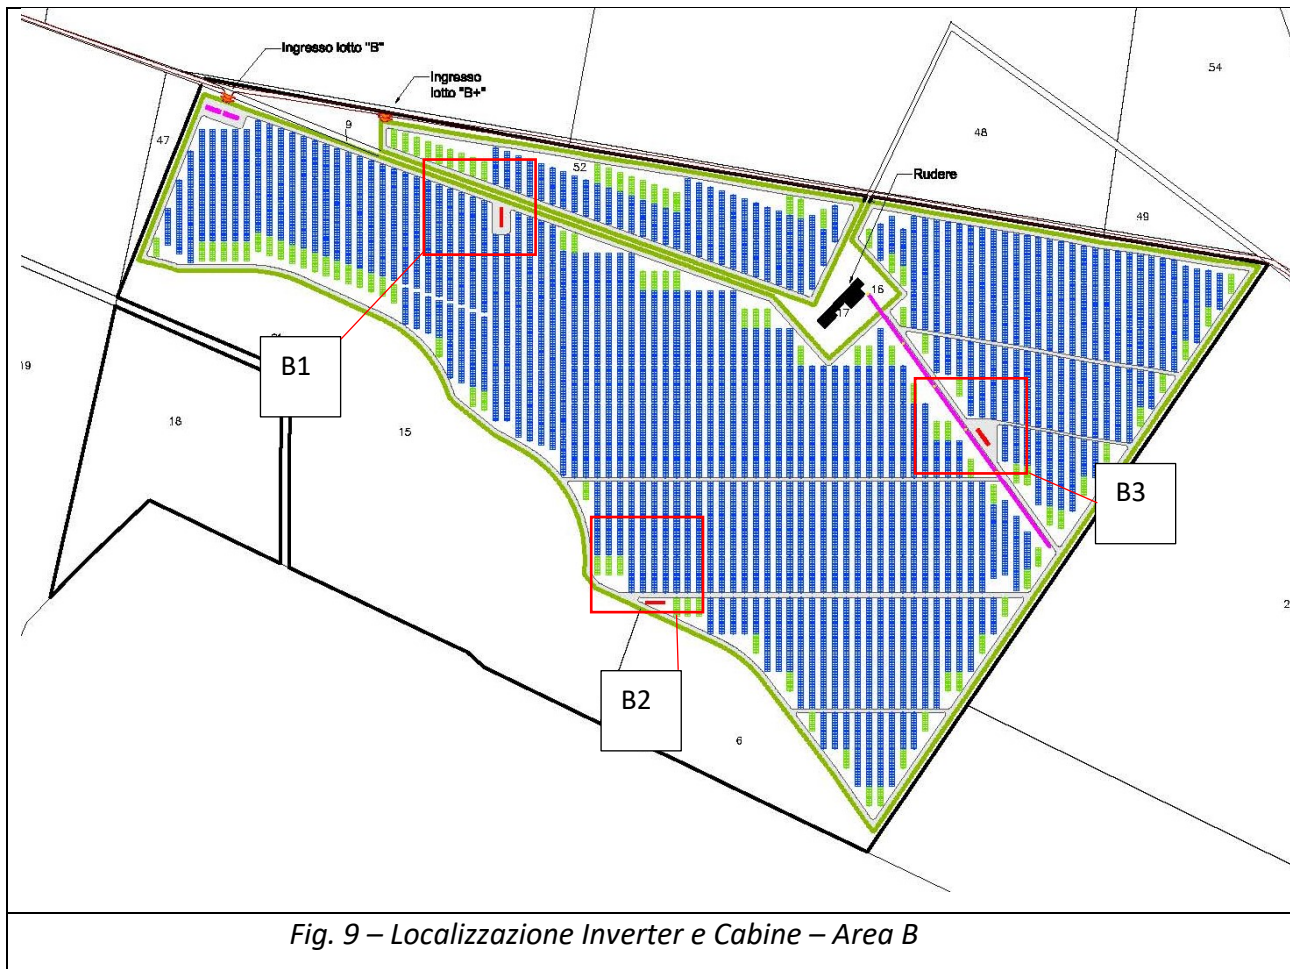 Ingresso lotto "B"
Ingresso
lotto "B+"
54
48
9
47
52
Rudere
49
16
17
B1
19
18
15
B3
B2
6
2
Fig. 9 – Localizzazione Inverter e Cabine – Area B